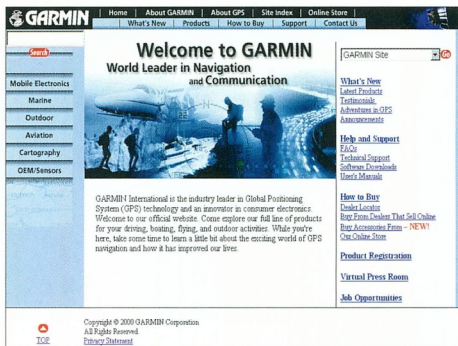 GARMIN
Home | About GARMIN | About GPS | Site Index | Online Store |
What's New | Products | How to Buy | Support | Contact Us
Search
Mobile Electronics
Marine
Outdoor
Aviation
Cartography
OEM/Sensors
Welcome to GARMIN
World Leader in Navigation
and Communication
GARMIN International is the industry leader in Global Positioning
System (GPS) technology and an innovator in consumer electronics.
Welcome to our official website. Come explore our full line of products
for your driving, boating, flying, and outdoor activities. While you're
here, take some time to learn a little bit about the exciting world of GPS
navigation and how it has improved our lives.
GARMIN Site
Go
What's New
Latest Products
Testimonials
Adventures in GPS
Announcements
Help and Support
FAQs
Technical Support
Software Downloads
User's Manuals
How to Buy
Dealer Locator
Buy From Dealers That Sell Online
Buy Accessories From - NEW!
Our Online Store
Product Registration
Virtual Press Room
Job Opportunities
TOP
Copyright © 2000 GARMIN Corporation
All Rights Reserved
Privacy Statement